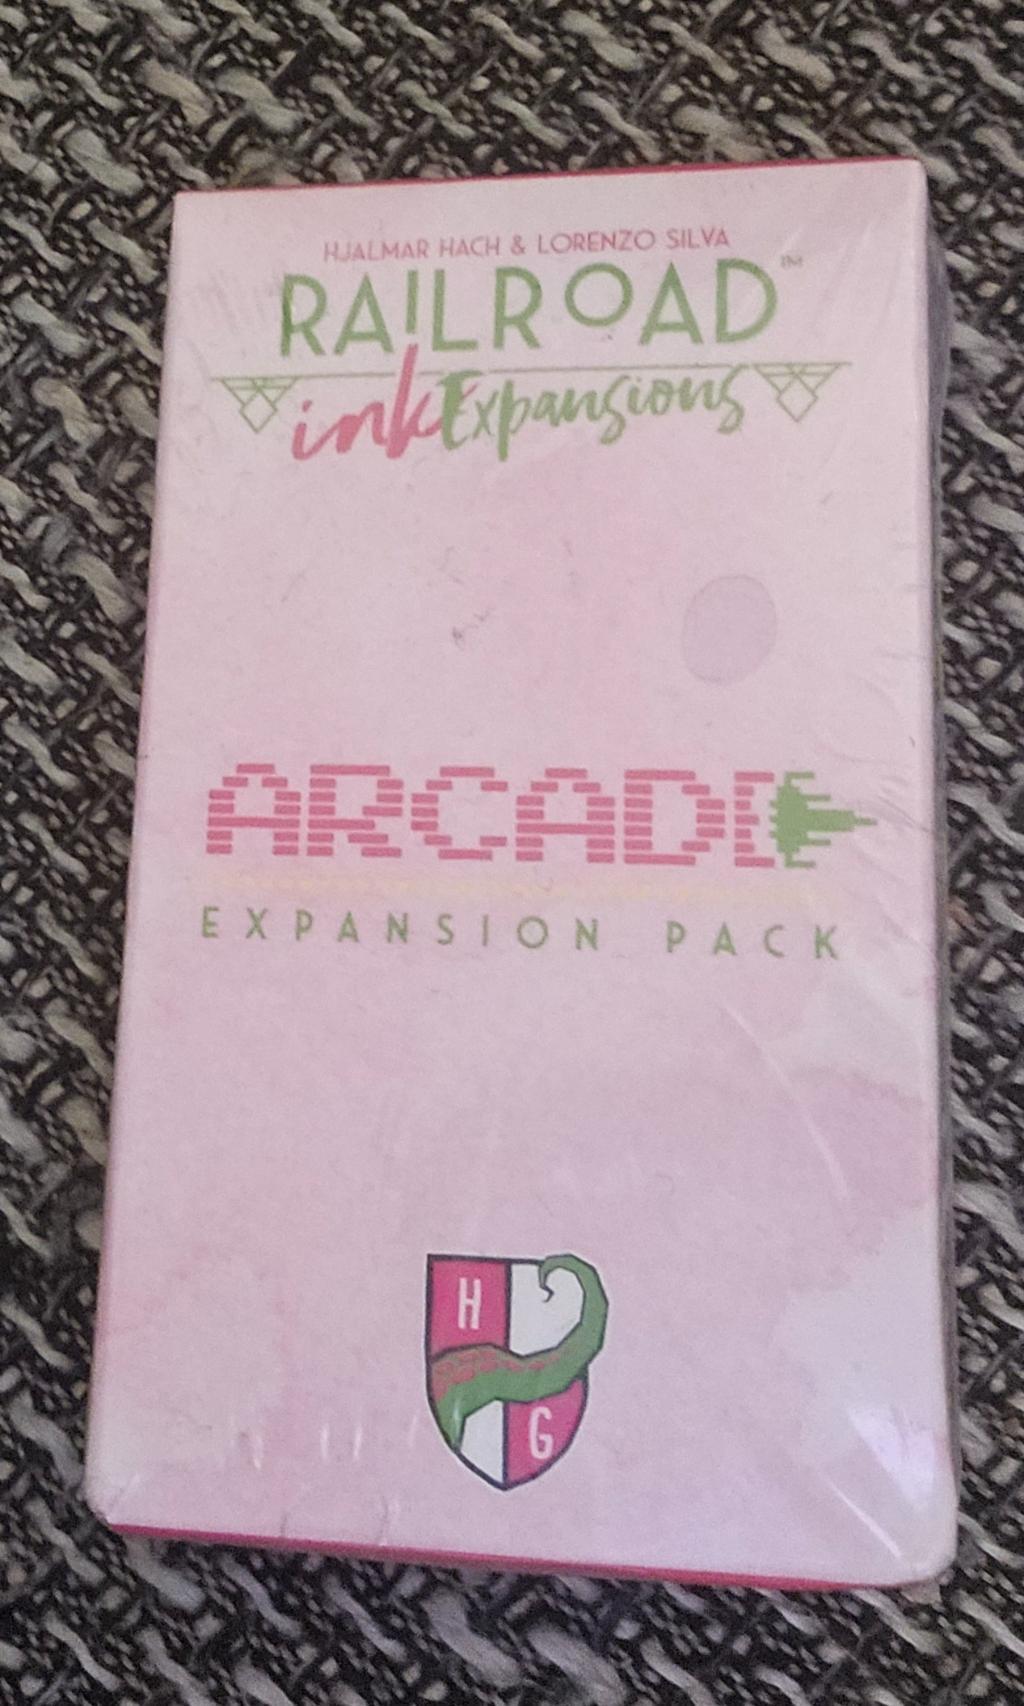 HJALMAR HACH & LORENZO SILVA
RAILROAD™
ink Expansions
ARCADE
EXPANSION PACK
H
G